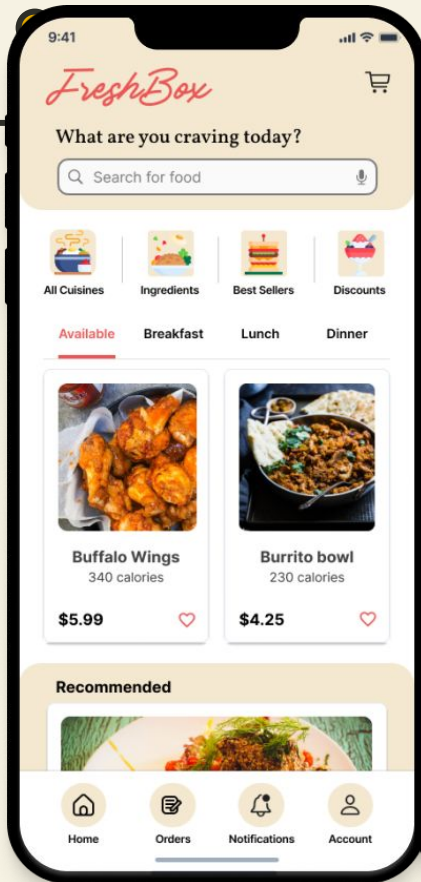 9:41
FreshBox
What are you craving today?
Search for food
All Cuisines
Ingredients
Best Sellers
Discounts
Available
Breakfast
Lunch
Dinner
Buffalo Wings
340 calories
$5.99
Burrito bowl
230 calories
$4.25
Recommended
Home
Orders
Notifications
Account